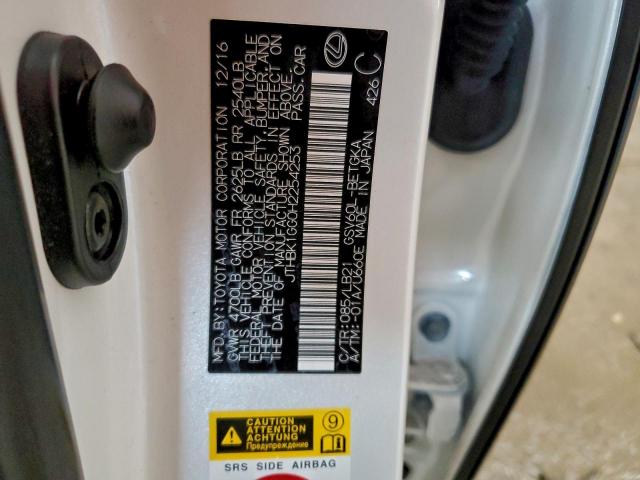 MFD.BY: TOYOTA MOTOR CORPORATION 12/16
GVWR 4700LB GAWR FR 2625LB RR 2540LB
THIS VEHICLE CONFORMS TO ALL APPLICABLE
FEDERAL MOTOR VEHICLE SAFETY, BUMPER, AND
THEFT PREVENTION STANDARDS IN EFFECT ON
THE DATE OF MANUFACTURE SHOWN ABOVE.
JTHBK1GG0H2254253 PASS.CAR
C/TR:085/LB21 GSV60L-BETGKA 426 C
A/TM:-01A/U660E MADE IN JAPAN
CAUTION
ATTENTION
ACHTUNG
Предупреждение
9
SRS SIDE AIRBAG